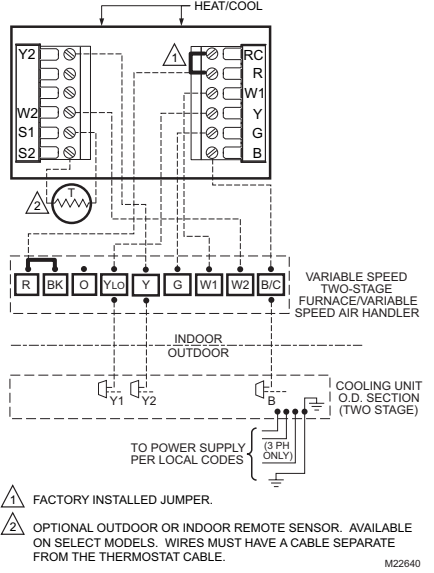 HEAT/COOL
1
Y2
RC
R
W1
W2
Y
S1
G
S2
B
2
T
R
BK
O
YLO
Y
G
W1
W2
B/C
VARIABLE SPEED
TWO-STAGE
FURNACE/VARIABLE
SPEED AIR HANDLER
INDOOR
OUTDOOR
Y1
Y2
B
COOLING UNIT
O.D. SECTION
(TWO STAGE)
TO POWER SUPPLY
PER LOCAL CODES
(3 PH
ONLY)
1 FACTORY INSTALLED JUMPER.
2 OPTIONAL OUTDOOR OR INDOOR REMOTE SENSOR. AVAILABLE
ON SELECT MODELS. WIRES MUST HAVE A CABLE SEPARATE
FROM THE THERMOSTAT CABLE.
M22640